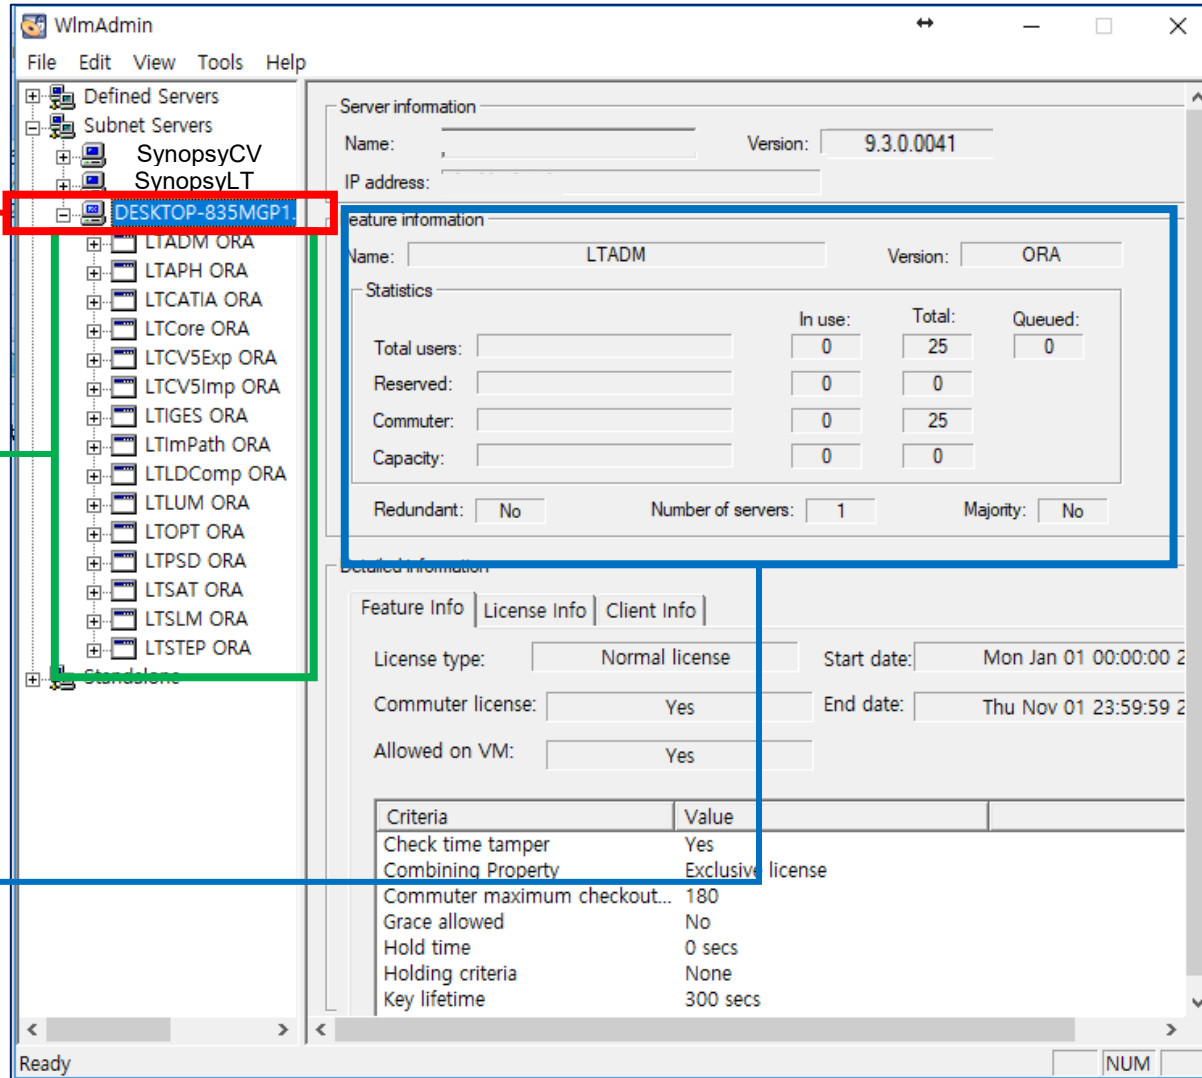 WlmAdmin
File Edit View Tools Help
Defined Servers
Subnet Servers
SynopsyCV
SynopsyLT
DESKTOP-835MGP1.
LTADM ORA
LTAPH ORA
LTCATIA ORA
LTCore ORA
LTCV5Exp ORA
LTCV5Imp ORA
LTIGES ORA
LTImPath ORA
LTLDComp ORA
LTLUM ORA
LTOPT ORA
LTPSD ORA
LTSAT ORA
LTSLM ORA
LTSTEP ORA
Standalone
Server information
Name: Version: 9.3.0.0041
IP address:
Feature information
Name: LTADM Version: ORA
Statistics
In use: Total: Queued:
Total users: 0 25 0
Reserved: 0 0
Commuter: 0 25
Capacity: 0 0
Redundant: No Number of servers: 1 Majority: No
Detailed information
Feature Info License Info Client Info
License type: Normal license Start date: Mon Jan 01 00:00:00 2
Commuter license: Yes End date: Thu Nov 01 23:59:59 2
Allowed on VM: Yes
Criteria Value
Check time tamper Yes
Combining Property Exclusive license
Commuter maximum checkout... 180
Grace allowed No
Hold time 0 secs
Holding criteria None
Key lifetime 300 secs
Ready NUM